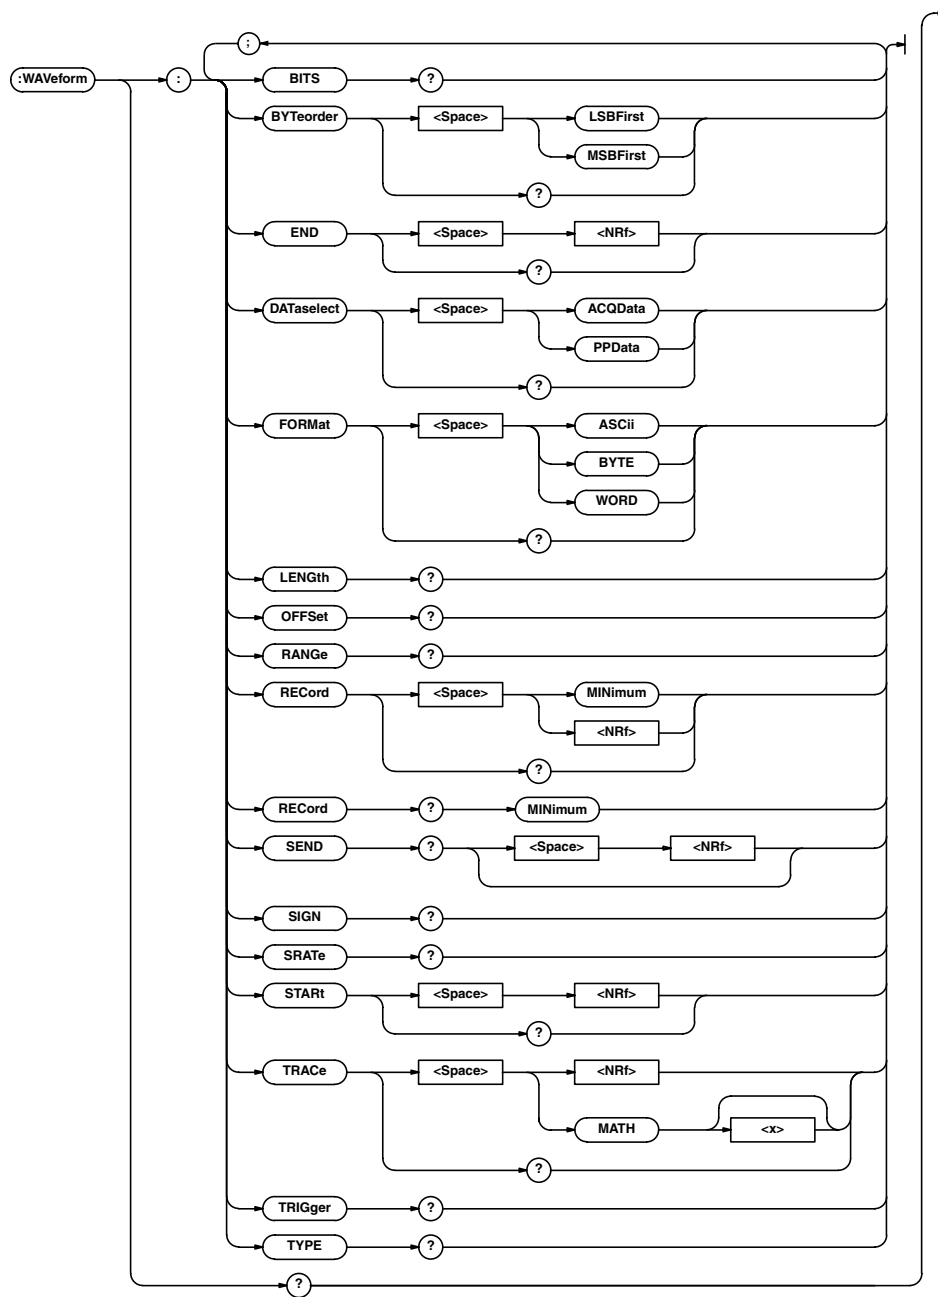 ;
:WAVeform : BITS ?
BYTeorder <Space> LSBFirst
MSBFirst
?
END <Space> <NRf>
?
DATaselect <Space> ACQData
PPData
?
FORMat <Space> ASCii
BYTE
WORD
?
LENGth ?
OFFSet ?
RANGe ?
RECord <Space> MINimum
<NRf>
?
RECord ? MINimum
SEND ? <Space> <NRf>
SIGN ?
SRATe ?
STARt <Space> <NRf>
?
TRACe <Space> <NRf>
MATH <x>
?
TRIGger ?
TYPE ?
?